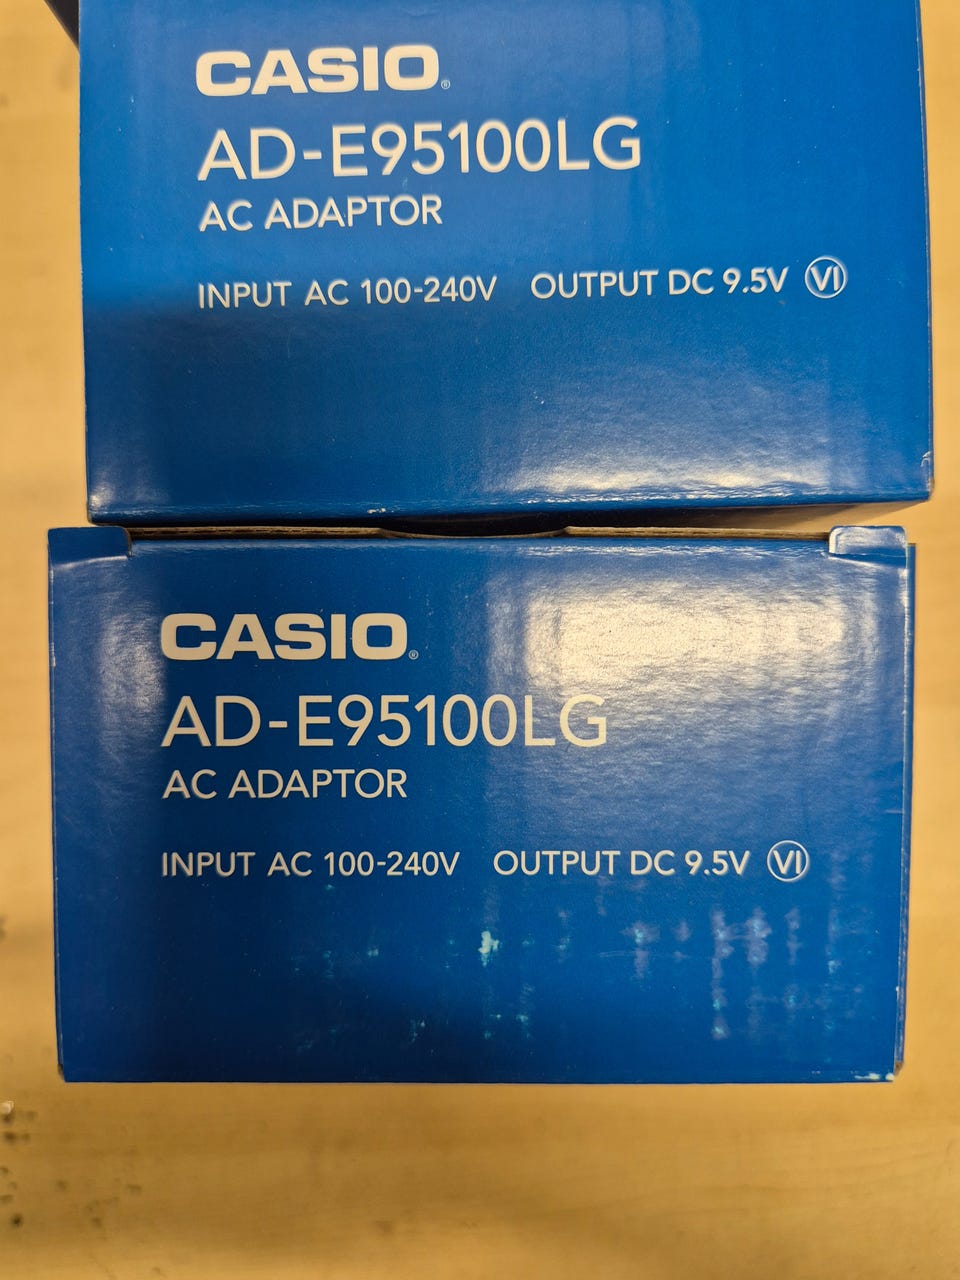 CASIO®
AD-E95100LG
AC ADAPTOR
INPUT AC 100-240V OUTPUT DC 9.5V VI
CASIO®
AD-E95100LG
AC ADAPTOR
INPUT AC 100-240V OUTPUT DC 9.5V VI